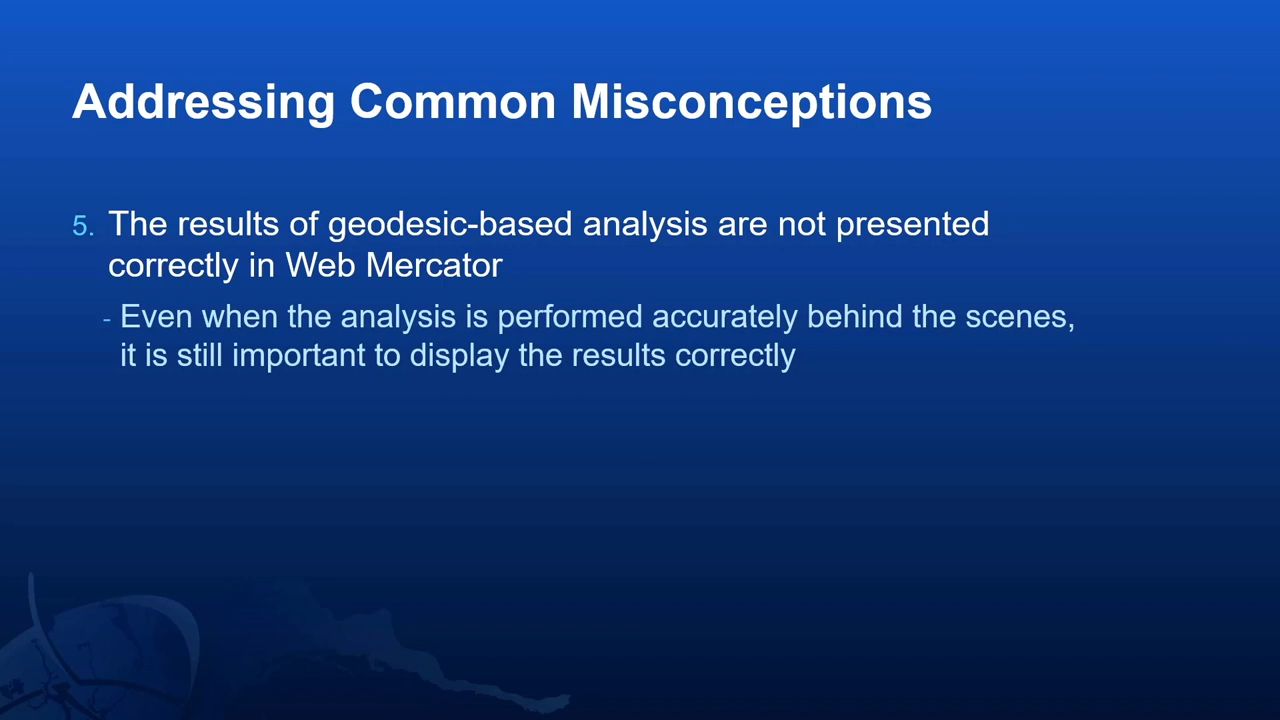 Addressing Common Misconceptions
5. The results of geodesic-based analysis are not presented
correctly in Web Mercator
- Even when the analysis is performed accurately behind the scenes,
it is still important to display the results correctly